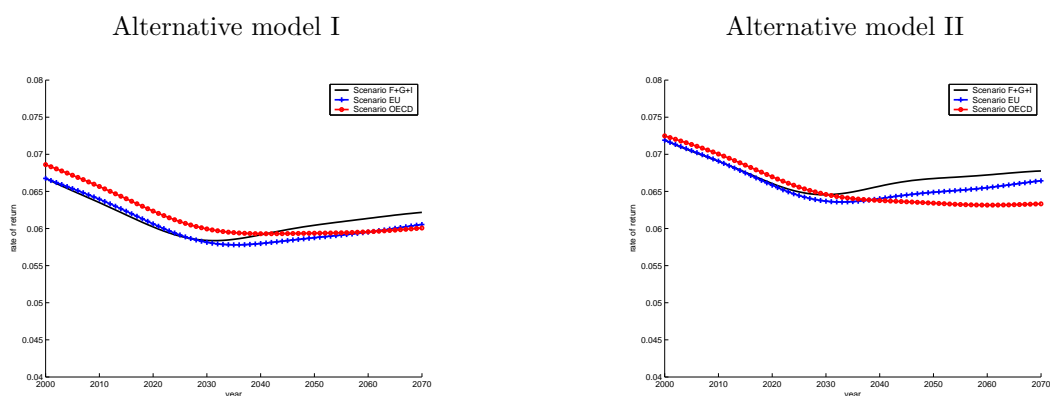 Alternative model I
0.08
0.075
0.07
0.065
0.06
0.055
0.05
0.045
0.04
rate of return
2000 2010 2020 2030 2040 2050 2060 2070
year
Scenario F+G+I
Scenario EU
Scenario OECD
Alternative model II
0.08
0.075
0.07
0.065
0.06
0.055
0.05
0.045
0.04
rate of return
2000 2010 2020 2030 2040 2050 2060 2070
year
Scenario F+G+I
Scenario EU
Scenario OECD